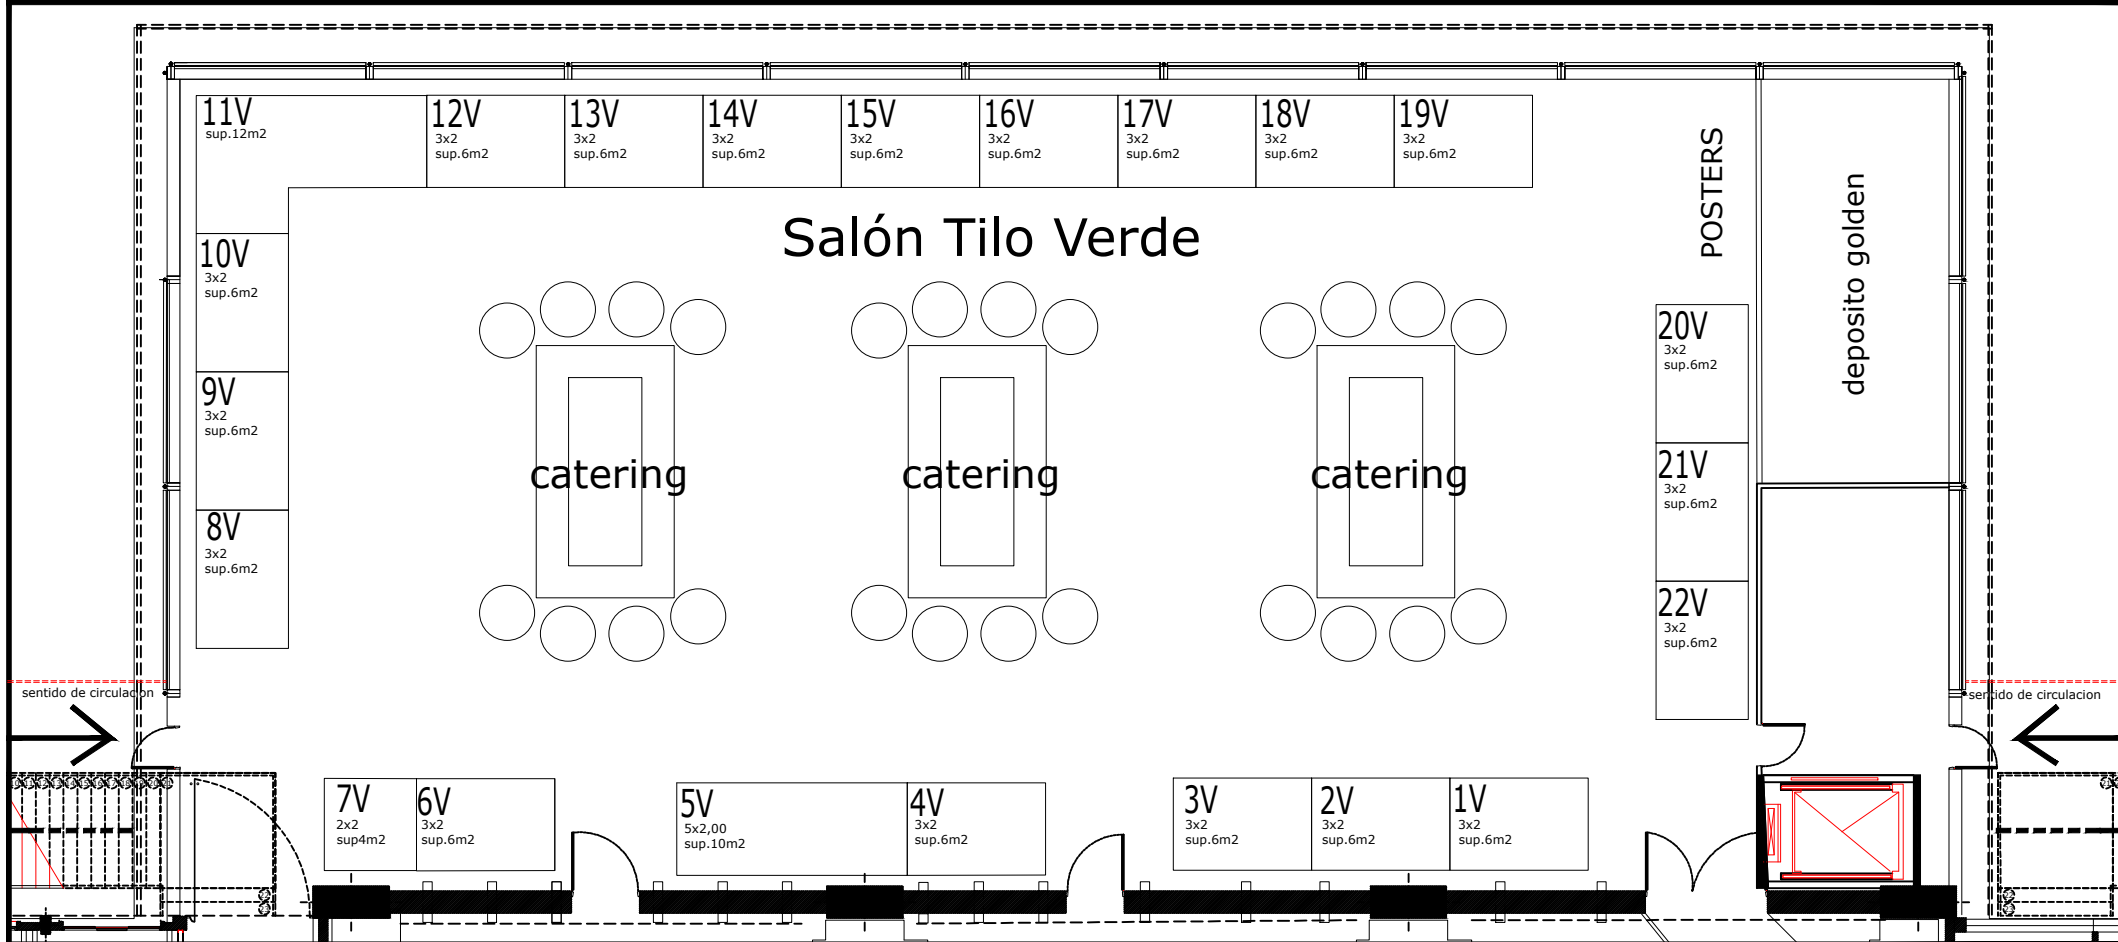 11V
sup.12m2
12V
3x2
sup.6m2
13V
3x2
sup.6m2
14V
3x2
sup.6m2
15V
3x2
sup.6m2
16V
3x2
sup.6m2
17V
3x2
sup.6m2
18V
3x2
sup.6m2
19V
3x2
sup.6m2
POSTERS
deposito golden
Salón Tilo Verde
10V
3x2
sup.6m2
9V
3x2
sup.6m2
8V
3x2
sup.6m2
catering
catering
catering
20V
3x2
sup.6m2
21V
3x2
sup.6m2
22V
3x2
sup.6m2
sentido de circulacion
sentido de circulacion
7V
2x2
sup4m2
6V
3x2
sup.6m2
5V
5x2,00
sup.10m2
4V
3x2
sup.6m2
3V
3x2
sup.6m2
2V
3x2
sup.6m2
1V
3x2
sup.6m2